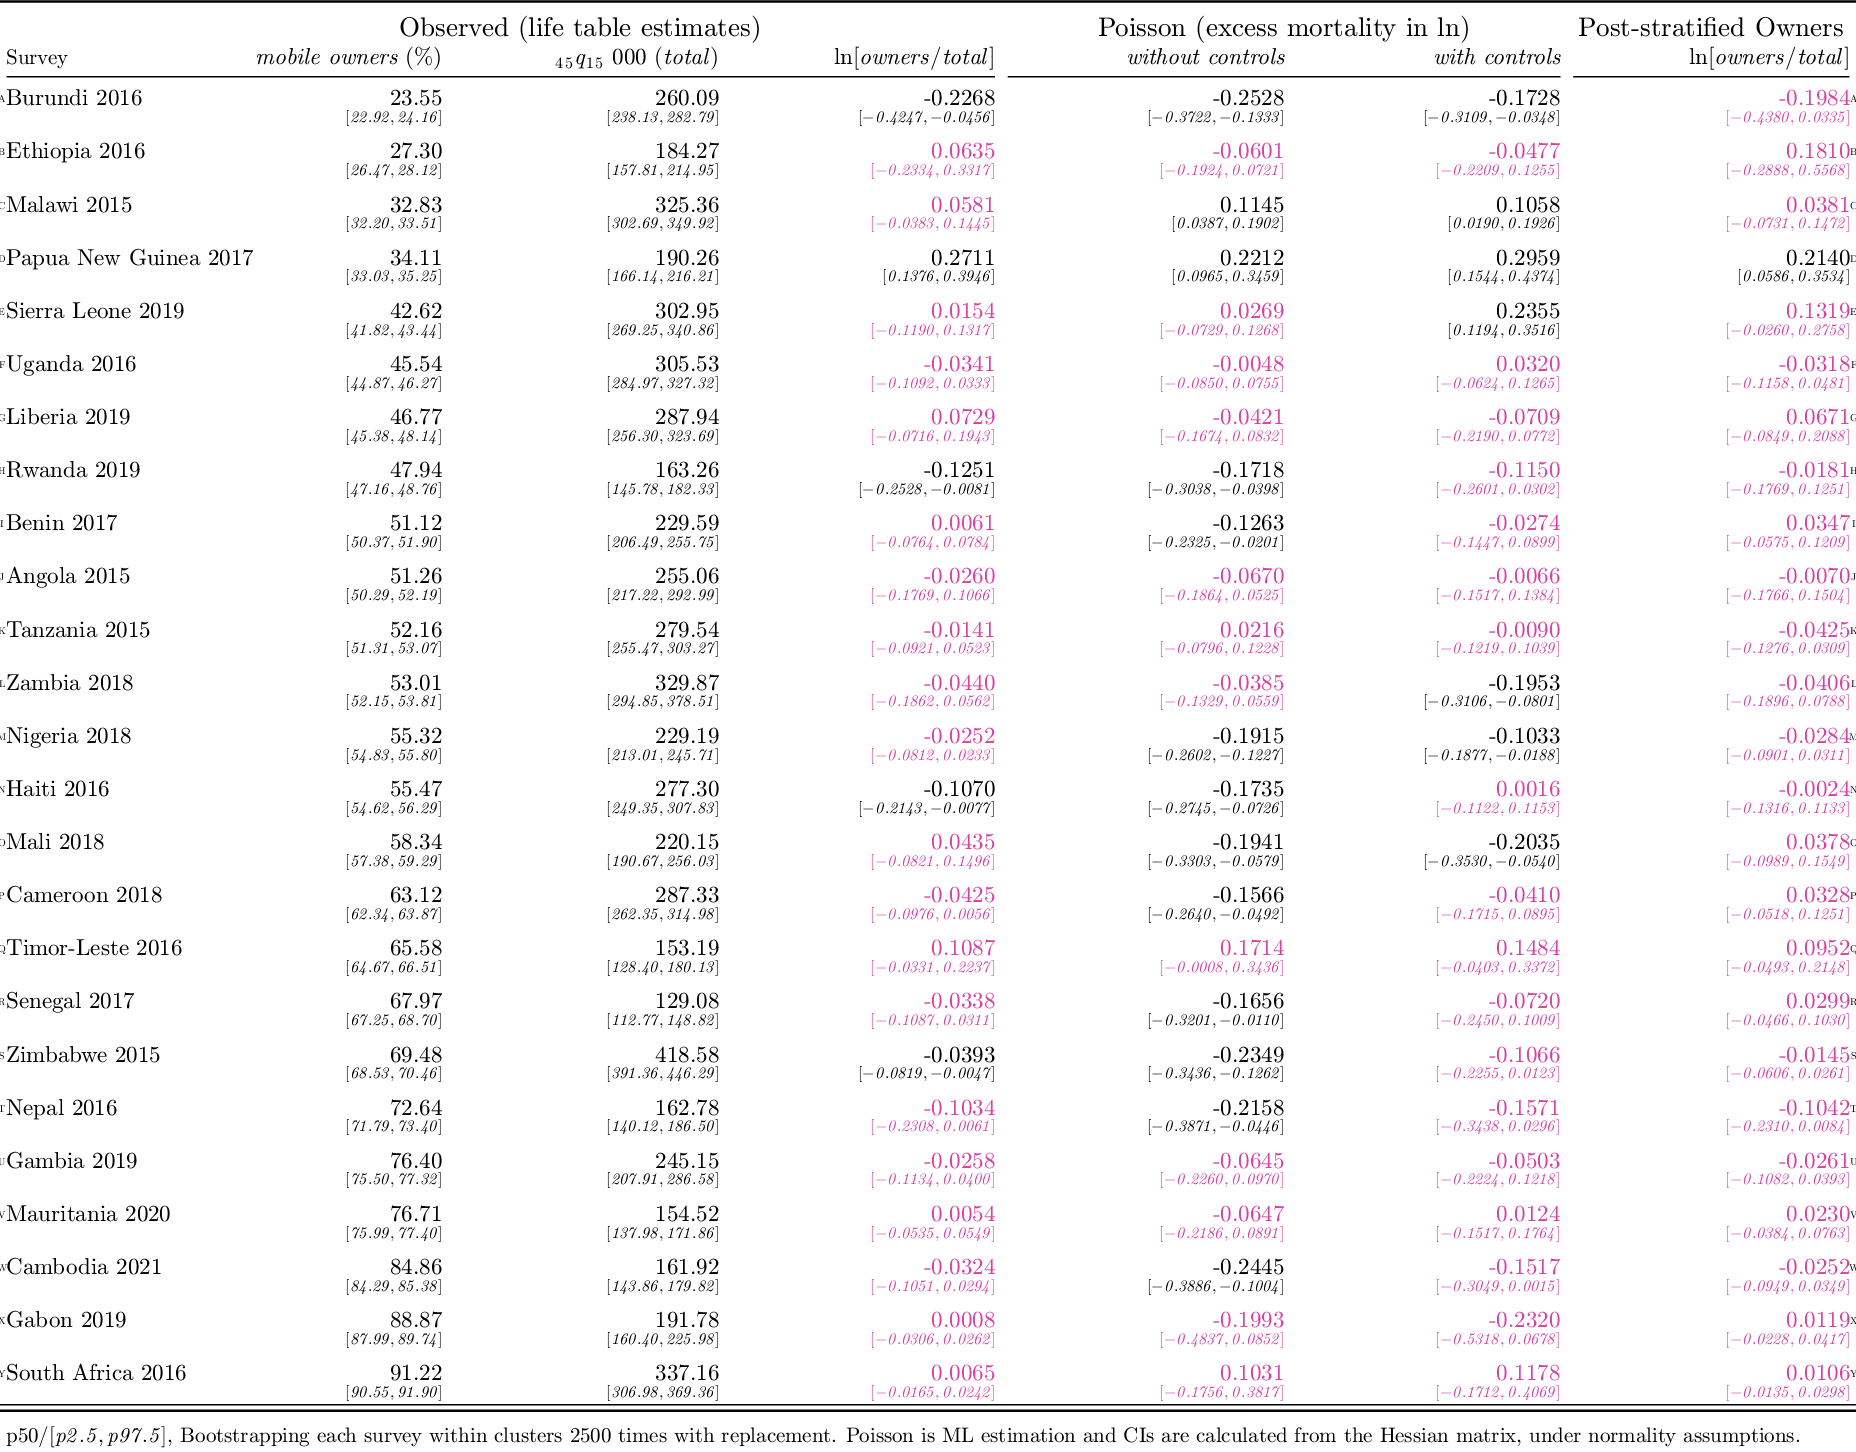 Observed (life table estimates) Poisson (excess mortality in ln) Post-stratified Owners
Survey mobile owners (%) ₄₅q₁₅ 000 (total) ln[owners/total] without controls with controls ln[owners/total]
A Burundi 2016 23.55 260.09 -0.2268 -0.2528 -0.1728 -0.1984 A
[22.92, 24.16] [238.13, 282.79] [−0.4247, −0.0456] [−0.3722, −0.1333] [−0.3109, −0.0348] [−0.4380, 0.0335]
B Ethiopia 2016 27.30 184.27 0.0635 -0.0601 -0.0477 0.1810 B
[26.47, 28.12] [157.81, 214.95] [−0.2334, 0.3317] [−0.1924, 0.0721] [−0.2209, 0.1255] [−0.2888, 0.5568]
C Malawi 2015 32.83 325.36 0.0581 0.1145 0.1058 0.0381 C
[32.20, 33.51] [302.69, 349.92] [−0.0383, 0.1445] [0.0387, 0.1902] [0.0190, 0.1926] [−0.0731, 0.1472]
D Papua New Guinea 2017 34.11 190.26 0.2711 0.2212 0.2959 0.2140 D
[33.03, 35.25] [166.14, 216.21] [0.1376, 0.3946] [0.0965, 0.3459] [0.1544, 0.4374] [0.0586, 0.3534]
E Sierra Leone 2019 42.62 302.95 0.0154 0.0269 0.2355 0.1319 E
[41.82, 43.44] [269.25, 340.86] [−0.1190, 0.1317] [−0.0729, 0.1268] [0.1194, 0.3516] [−0.0260, 0.2758]
F Uganda 2016 45.54 305.53 -0.0341 -0.0048 0.0320 -0.0318 F
[44.87, 46.27] [284.97, 327.32] [−0.1092, 0.0333] [−0.0850, 0.0755] [−0.0624, 0.1265] [−0.1158, 0.0481]
G Liberia 2019 46.77 287.94 0.0729 -0.0421 -0.0709 0.0671 G
[45.38, 48.14] [256.30, 323.69] [−0.0716, 0.1943] [−0.1674, 0.0832] [−0.2190, 0.0772] [−0.0849, 0.2088]
H Rwanda 2019 47.94 163.26 -0.1251 -0.1718 -0.1150 -0.0181 H
[47.16, 48.76] [145.78, 182.33] [−0.2528, −0.0081] [−0.3038, −0.0398] [−0.2601, 0.0302] [−0.1769, 0.1251]
I Benin 2017 51.12 229.59 0.0061 -0.1263 -0.0274 0.0347 I
[50.37, 51.90] [206.49, 255.75] [−0.0764, 0.0784] [−0.2325, −0.0201] [−0.1447, 0.0899] [−0.0575, 0.1209]
J Angola 2015 51.26 255.06 -0.0260 -0.0670 -0.0066 -0.0070 J
[50.29, 52.19] [217.22, 292.99] [−0.1769, 0.1066] [−0.1864, 0.0525] [−0.1517, 0.1384] [−0.1766, 0.1504]
K Tanzania 2015 52.16 279.54 -0.0141 0.0216 -0.0090 -0.0425 K
[51.31, 53.07] [255.47, 303.27] [−0.0921, 0.0523] [−0.0796, 0.1228] [−0.1219, 0.1039] [−0.1276, 0.0309]
L Zambia 2018 53.01 329.87 -0.0440 -0.0385 -0.1953 -0.0406 L
[52.15, 53.81] [294.85, 378.51] [−0.1862, 0.0562] [−0.1329, 0.0559] [−0.3106, −0.0801] [−0.1896, 0.0788]
M Nigeria 2018 55.32 229.19 -0.0252 -0.1915 -0.1033 -0.0284 M
[54.83, 55.80] [213.01, 245.71] [−0.0812, 0.0233] [−0.2602, −0.1227] [−0.1877, −0.0188] [−0.0901, 0.0311]
N Haiti 2016 55.47 277.30 -0.1070 -0.1735 0.0016 -0.0024 N
[54.62, 56.29] [249.35, 307.83] [−0.2143, −0.0077] [−0.2745, −0.0726] [−0.1122, 0.1153] [−0.1316, 0.1133]
O Mali 2018 58.34 220.15 0.0435 -0.1941 -0.2035 0.0378 O
[57.38, 59.29] [190.67, 256.03] [−0.0821, 0.1496] [−0.3303, −0.0579] [−0.3530, −0.0540] [−0.0989, 0.1549]
P Cameroon 2018 63.12 287.33 -0.0425 -0.1566 -0.0410 0.0328 P
[62.34, 63.87] [262.35, 314.98] [−0.0976, 0.0056] [−0.2640, −0.0492] [−0.1715, 0.0895] [−0.0518, 0.1251]
Q Timor-Leste 2016 65.58 153.19 0.1087 0.1714 0.1484 0.0952 Q
[64.67, 66.51] [128.40, 180.13] [−0.0331, 0.2237] [−0.0008, 0.3436] [−0.0403, 0.3372] [−0.0493, 0.2148]
R Senegal 2017 67.97 129.08 -0.0338 -0.1656 -0.0720 0.0299 R
[67.25, 68.70] [112.77, 148.82] [−0.1087, 0.0311] [−0.3201, −0.0110] [−0.2450, 0.1009] [−0.0466, 0.1030]
S Zimbabwe 2015 69.48 418.58 -0.0393 -0.2349 -0.1066 -0.0145 S
[68.53, 70.46] [391.36, 446.29] [−0.0819, −0.0047] [−0.3436, −0.1262] [−0.2255, 0.0123] [−0.0606, 0.0261]
T Nepal 2016 72.64 162.78 -0.1034 -0.2158 -0.1571 -0.1042 T
[71.79, 73.40] [140.12, 186.50] [−0.2308, 0.0061] [−0.3871, −0.0446] [−0.3438, 0.0296] [−0.2310, 0.0084]
U Gambia 2019 76.40 245.15 -0.0258 -0.0645 -0.0503 -0.0261 U
[75.50, 77.32] [207.91, 286.58] [−0.1134, 0.0400] [−0.2260, 0.0970] [−0.2224, 0.1218] [−0.1082, 0.0393]
V Mauritania 2020 76.71 154.52 0.0054 -0.0647 0.0124 0.0230 V
[75.99, 77.40] [137.98, 171.86] [−0.0535, 0.0549] [−0.2186, 0.0891] [−0.1517, 0.1764] [−0.0384, 0.0763]
W Cambodia 2021 84.86 161.92 -0.0324 -0.2445 -0.1517 -0.0252 W
[84.29, 85.38] [143.86, 179.82] [−0.1051, 0.0294] [−0.3886, −0.1004] [−0.3049, 0.0015] [−0.0949, 0.0349]
X Gabon 2019 88.87 191.78 0.0008 -0.1993 -0.2320 0.0119 X
[87.99, 89.74] [160.40, 225.98] [−0.0306, 0.0262] [−0.4837, 0.0852] [−0.5318, 0.0678] [−0.0228, 0.0417]
Y South Africa 2016 91.22 337.16 0.0065 0.1031 0.1178 0.0106 Y
[90.55, 91.90] [306.98, 369.36] [−0.0165, 0.0242] [−0.1756, 0.3817] [−0.1712, 0.4069] [−0.0135, 0.0298]
p50/[p2.5, p97.5], Bootstrapping each survey within clusters 2500 times with replacement. Poisson is ML estimation and CIs are calculated from the Hessian matrix, under normality assumptions.